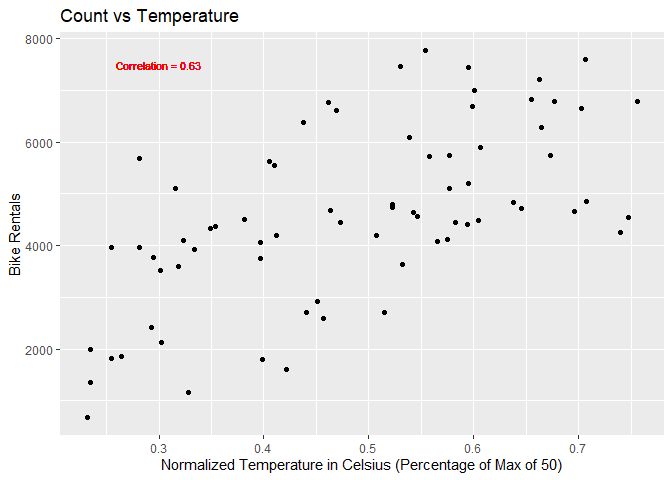 Count vs Temperature
Correlation = 0.63
8000
6000
4000
2000
Bike Rentals
0.3 0.4 0.5 0.6 0.7
Normalized Temperature in Celsius (Percentage of Max of 50)